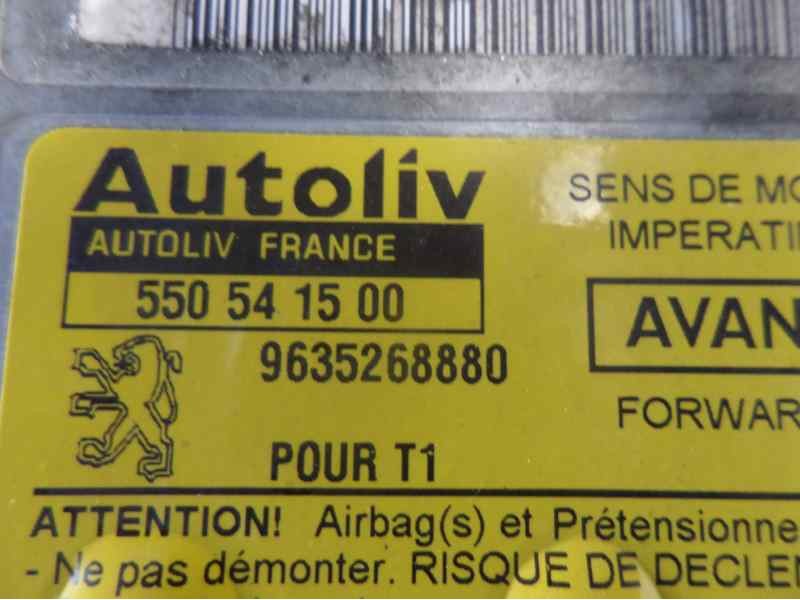 Autoliv
AUTOLIV FRANCE
550 54 15 00
9635268880
POUR T1
SENS DE MO
IMPERATI
AVAN
FORWAR
ATTENTION! Airbag(s) et Prétensionne
- Ne pas démonter. RISQUE DE DECLEN